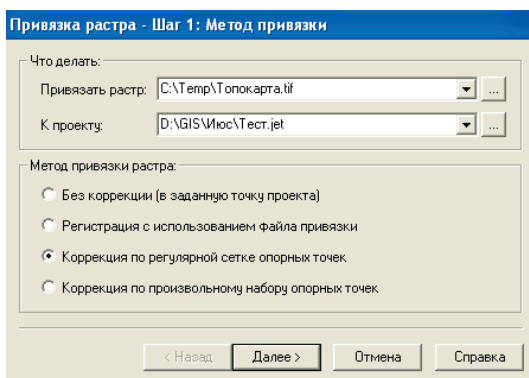 Привязка растра - Шаг 1: Метод привязки
Что делать:
Привязать растр: C:\Temp\Топокарта.tif ...
К проекту: D:\GIS\Июс\Тест.jet ...
Метод привязки растра:
Без коррекции (в заданную точку проекта)
Регистрация с использованием файла привязки
Коррекция по регулярной сетке опорных точек
Коррекция по произвольному набору опорных точек
< Назад Далее > Отмена Справка